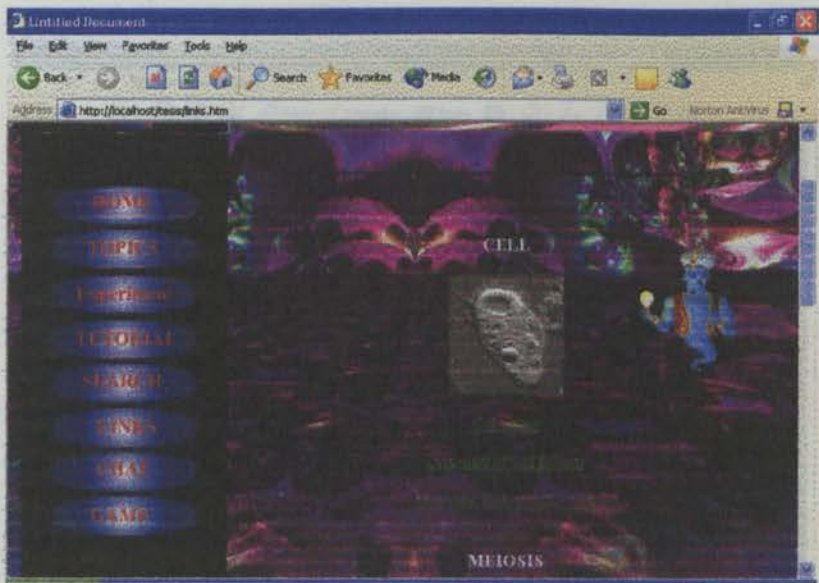 Untitled Document
File Edit View Favorites Tools Help
Back Search Favorites Media
Address http://localhost/tesis/links.htm Go Norton AntiVirus
HOME
TOPICS
Experiment
TUTORIAL
SEARCH
LINKS
CHAT
GAME
CELL
MEIOSIS